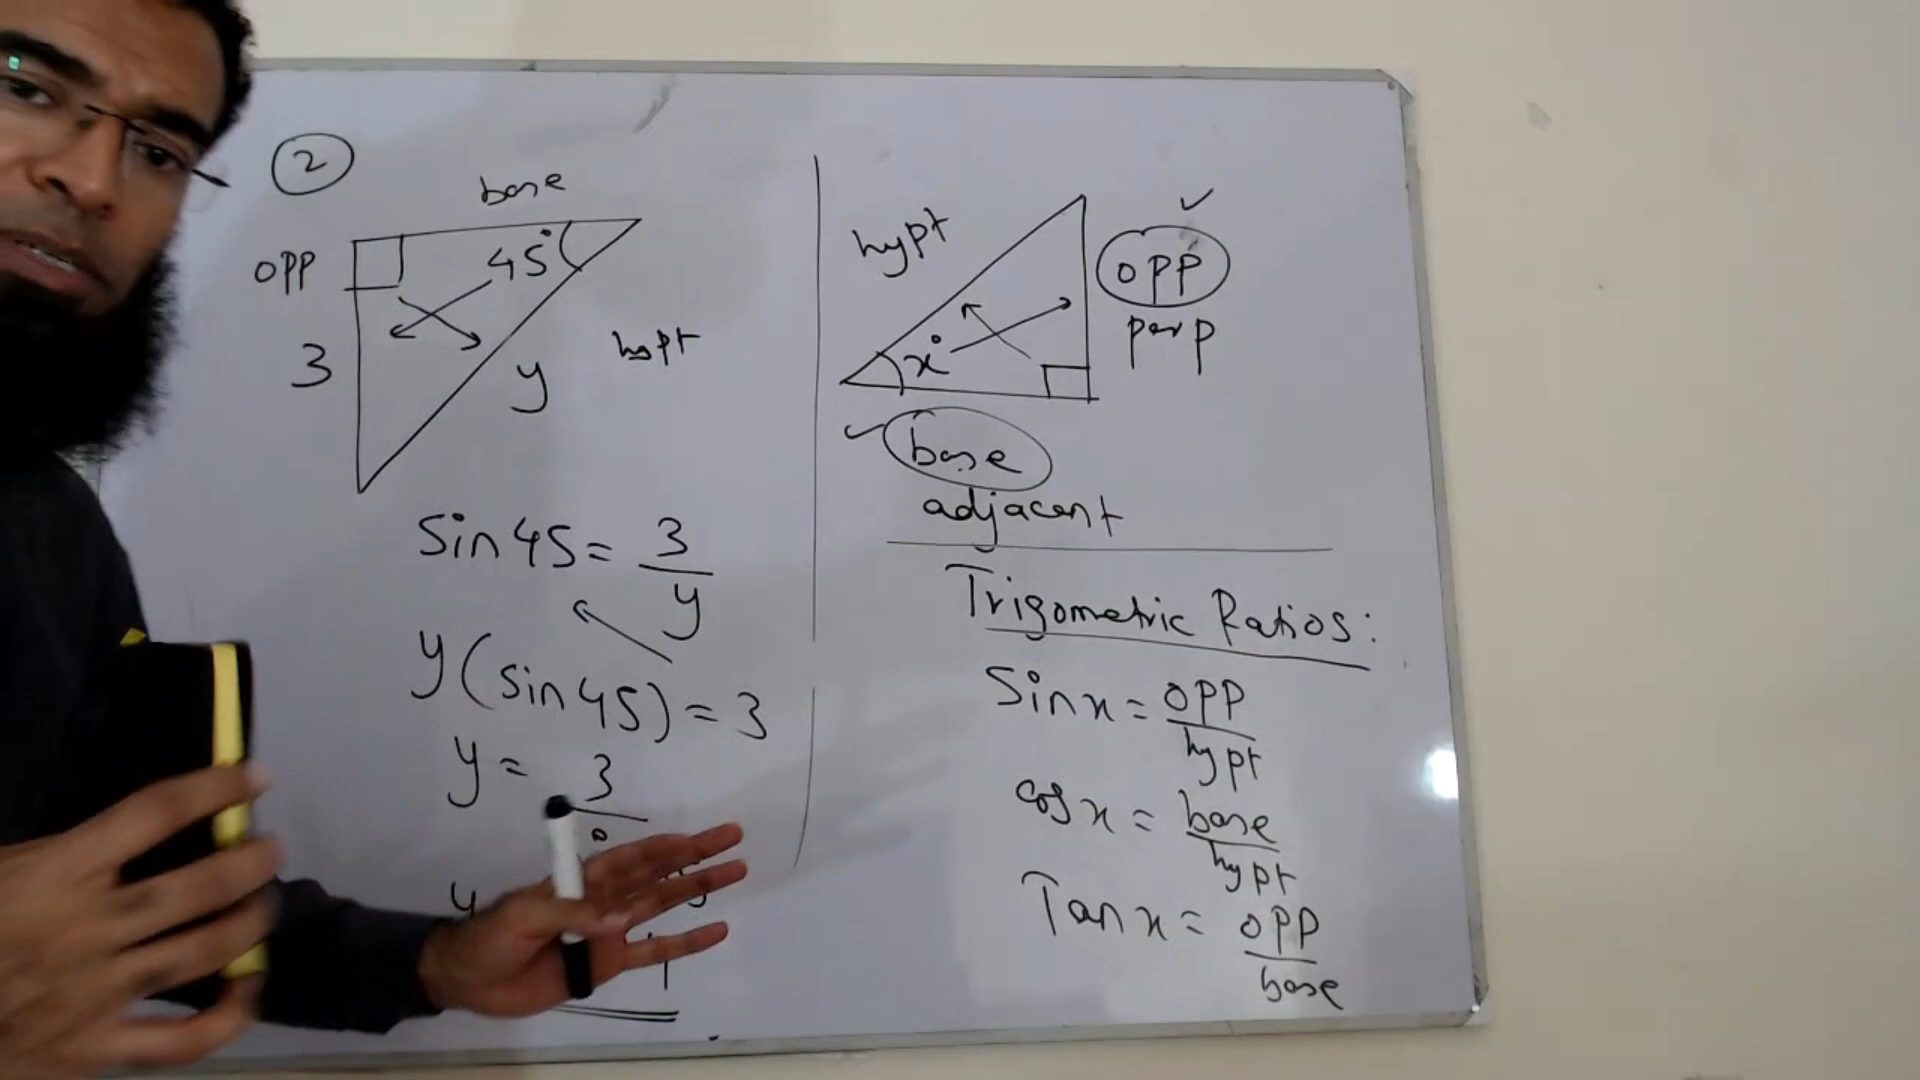 2
base
opp
45°
3
y
hypt
sin 45 = 3/y
y(sin 45) = 3
y = 3
y
hypt
opp
perp
x°
base
adjacent
Trigometric Ratios:
Sin x = opp/hypt
cos x = base/hypt
Tan x = opp/base